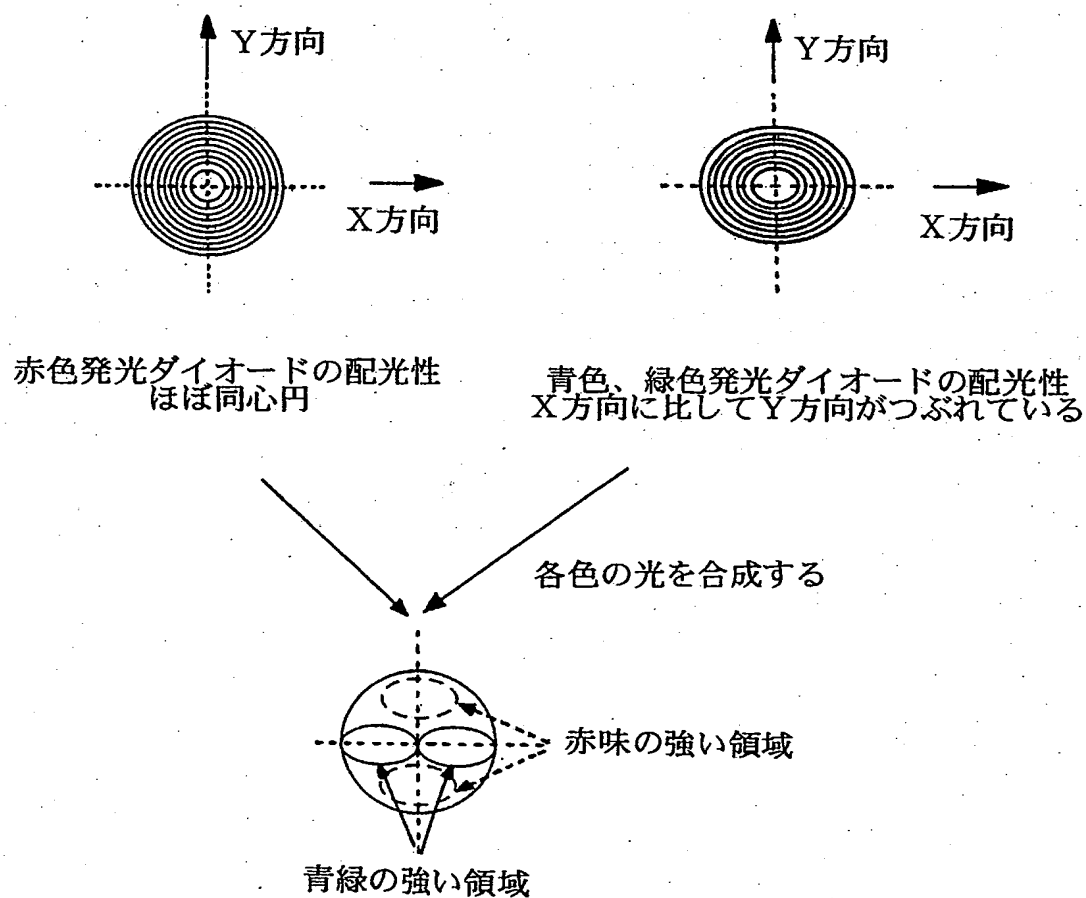 Y方向
X方向
Y方向
X方向
赤色発光ダイオードの配光性
ほぼ同心円
青色、緑色発光ダイオードの配光性
X方向に比してY方向がつぶれている
各色の光を合成する
赤味の強い領域
青緑の強い領域